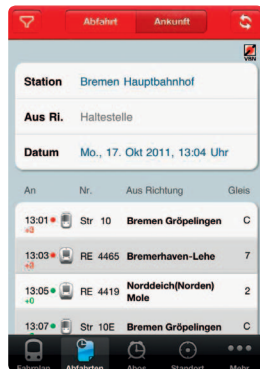 Abfahrt Ankunft
VBN
Station Bremen Hauptbahnhof
Aus Ri. Haltestelle
Datum Mo., 17. Okt 2011, 13:04 Uhr
An Nr. Aus Richtung Gleis
13:01 Str 10 Bremen Gröpelingen C
+3
13:03 RE 4465 Bremerhaven-Lehe 7
+3
13:05 RE 4419 Norddeich(Norden) Mole 2
+0
13:07 Str 10E Bremen Gröpelingen C
+0
Fahrplan Abfahrten Abos Standort Mehr